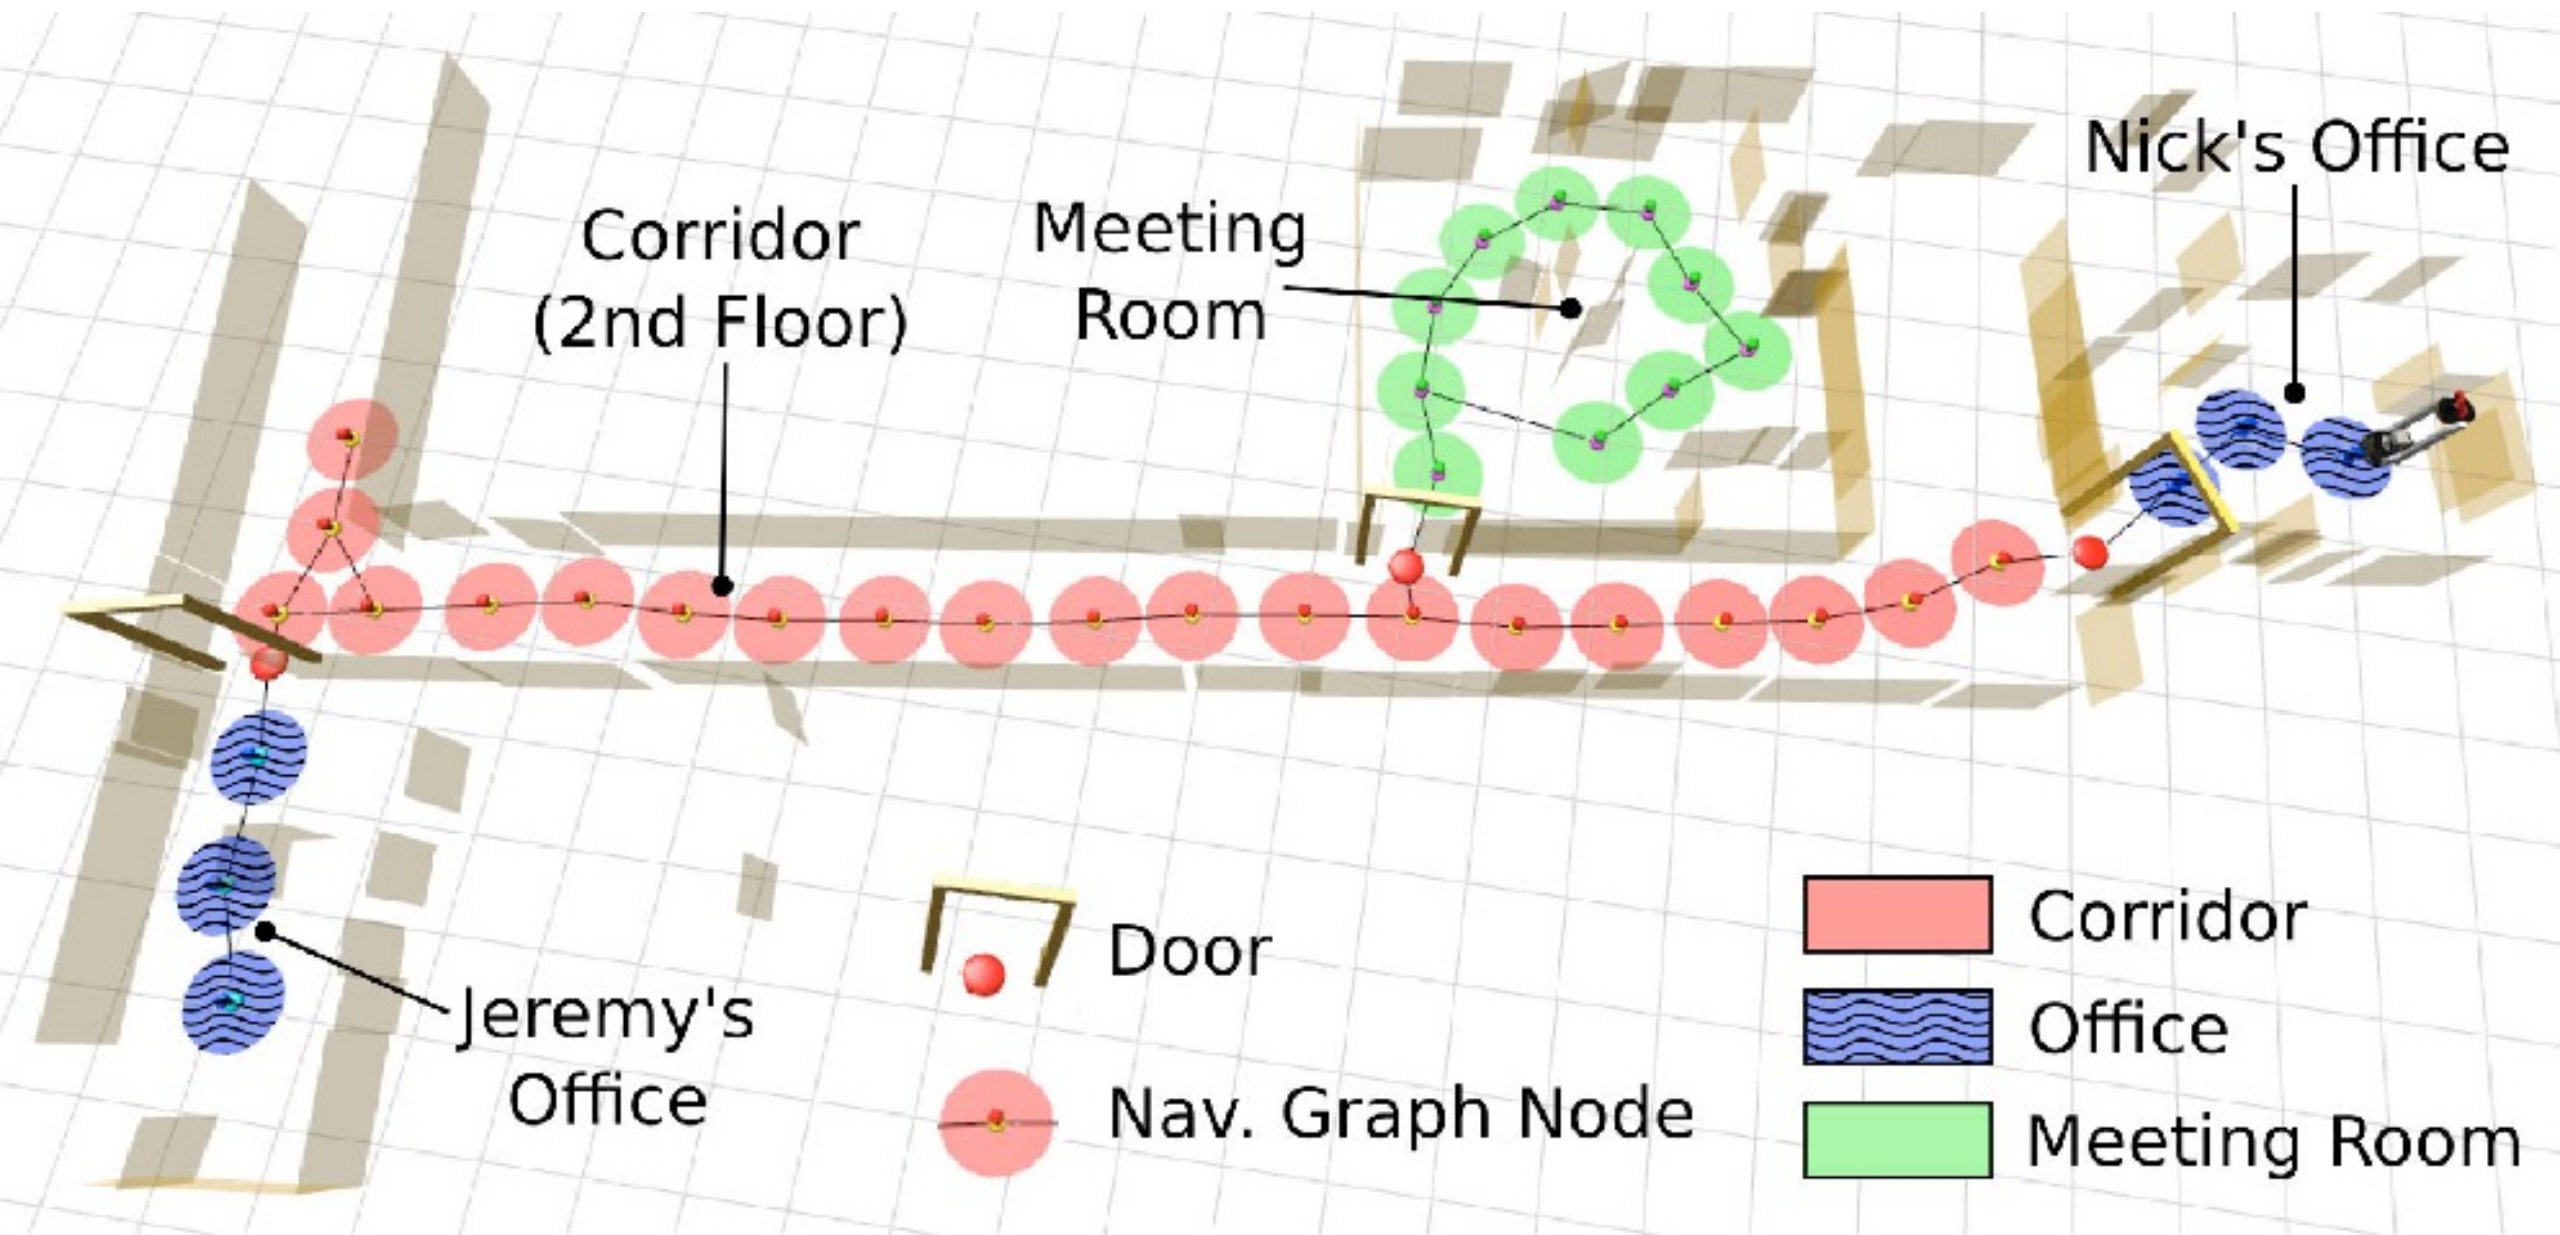 Nick's Office
Corridor
(2nd Floor)
Meeting
Room
Jeremy's
Office
Door
Nav. Graph Node
Corridor
Office
Meeting Room